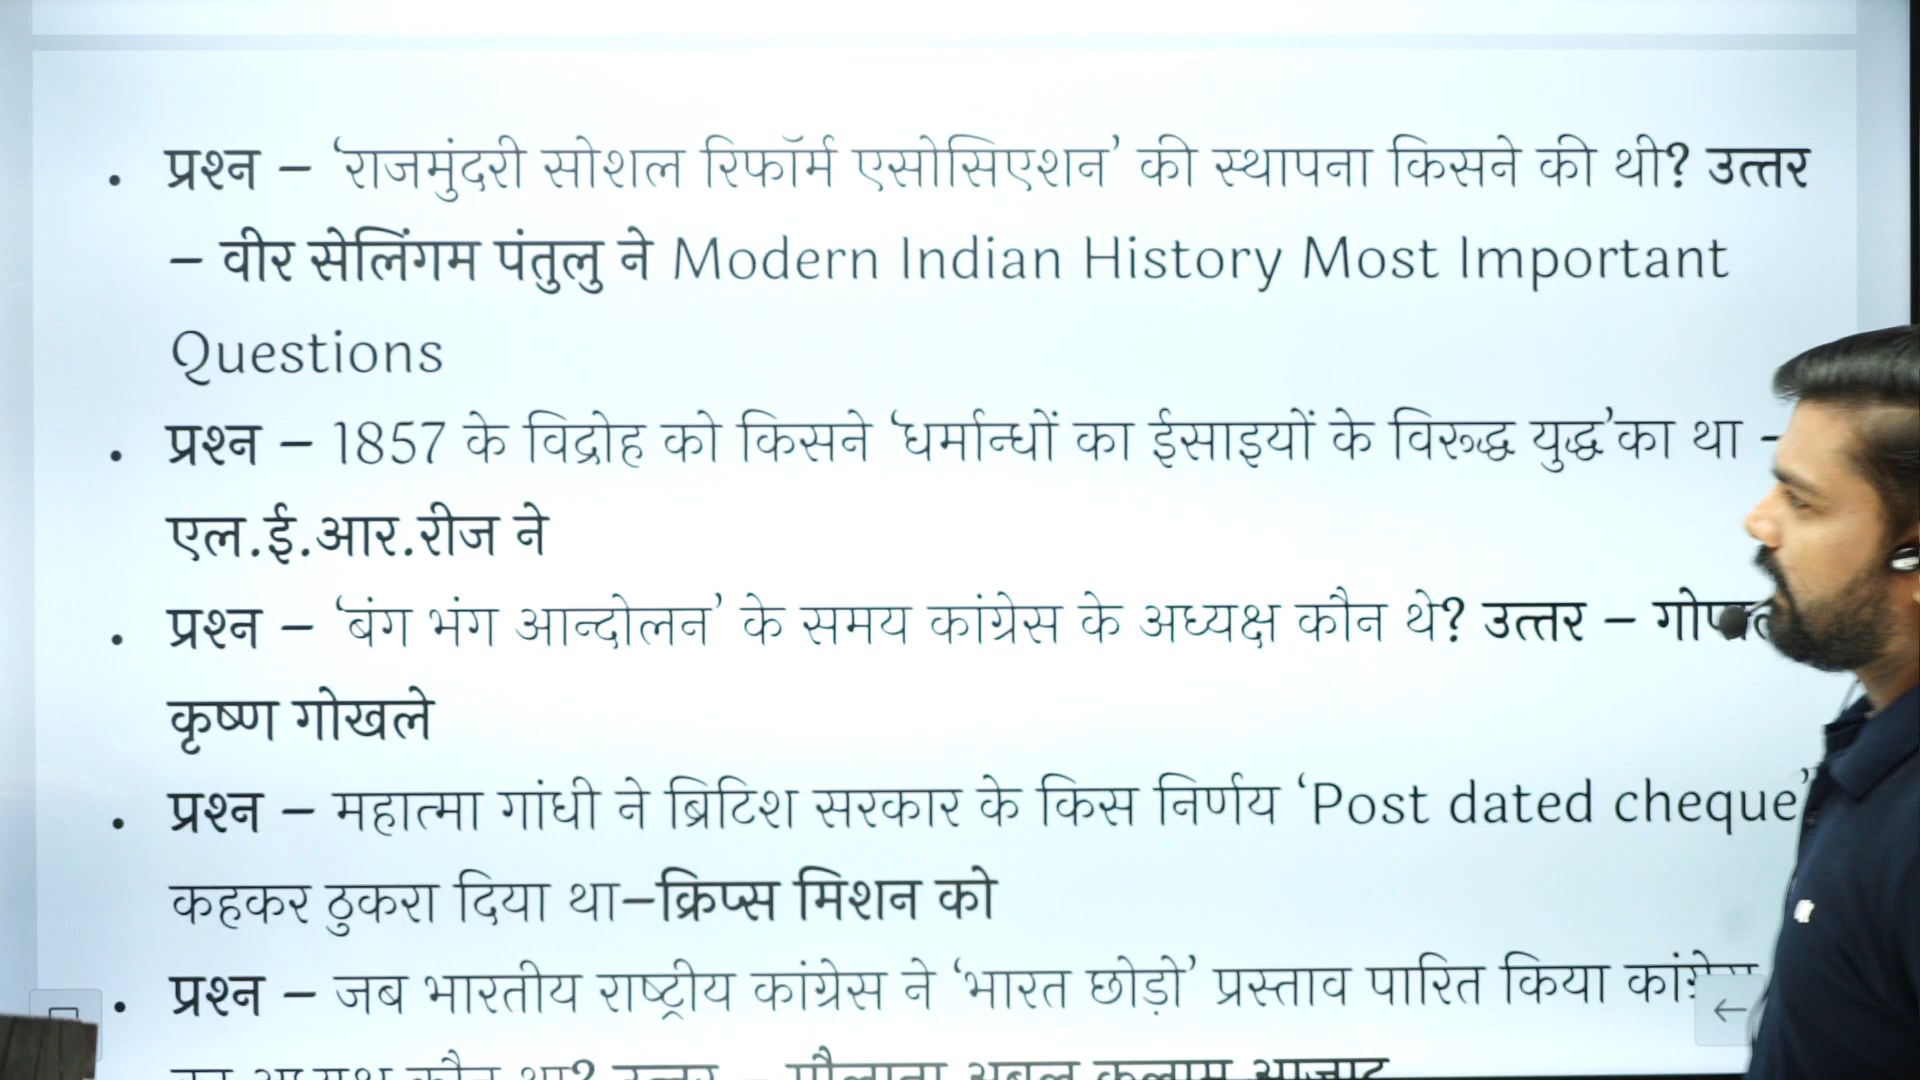 • प्रश्न – ‘राजमुंदरी सोशल रिफॉर्म एसोसिएशन’ की स्थापना किसने की थी? उत्तर
– वीर सेलिंगम पंतुलु ने Modern Indian History Most Important
Questions
• प्रश्न – 1857 के विद्रोह को किसने ‘धर्मान्धों का ईसाइयों के विरुद्ध युद्ध’का था –
एल.ई.आर.रीज ने
• प्रश्न – ‘बंग भंग आन्दोलन’ के समय कांग्रेस के अध्यक्ष कौन थे? उत्तर –
कृष्ण गोखले
• प्रश्न – महात्मा गांधी ने ब्रिटिश सरकार के किस निर्णय ‘Post dated cheque’
कहकर ठुकरा दिया था–क्रिप्स मिशन को
• प्रश्न – जब भारतीय राष्ट्रीय कांग्रेस ने ‘भारत छोड़ो’ प्रस्ताव पारित किया